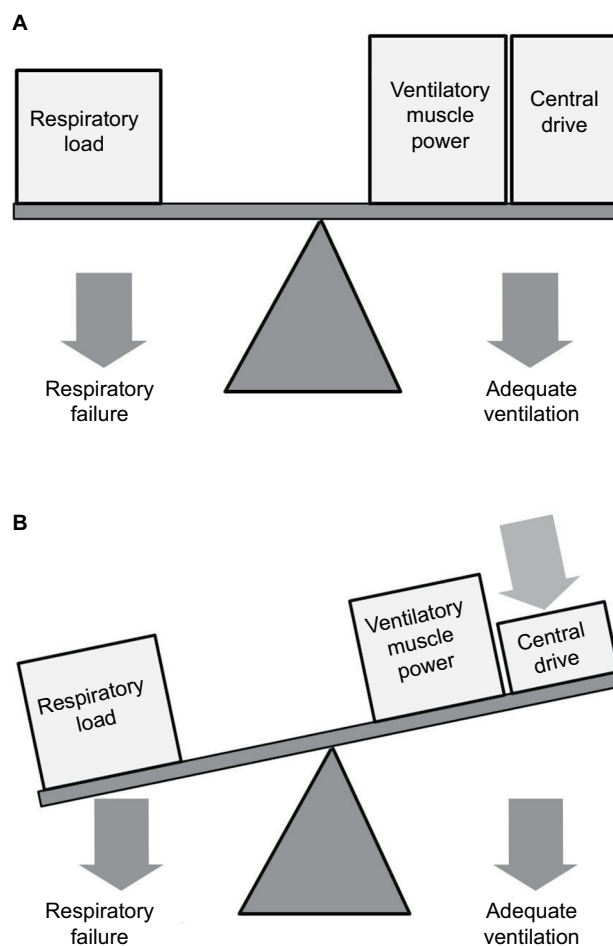 A
Respiratory
load
Ventilatory
muscle
power
Central
drive
Respiratory
failure
Adequate
ventilation
B
Respiratory
load
Ventilatory
muscle
power
Central
drive
Respiratory
failure
Adequate
ventilation